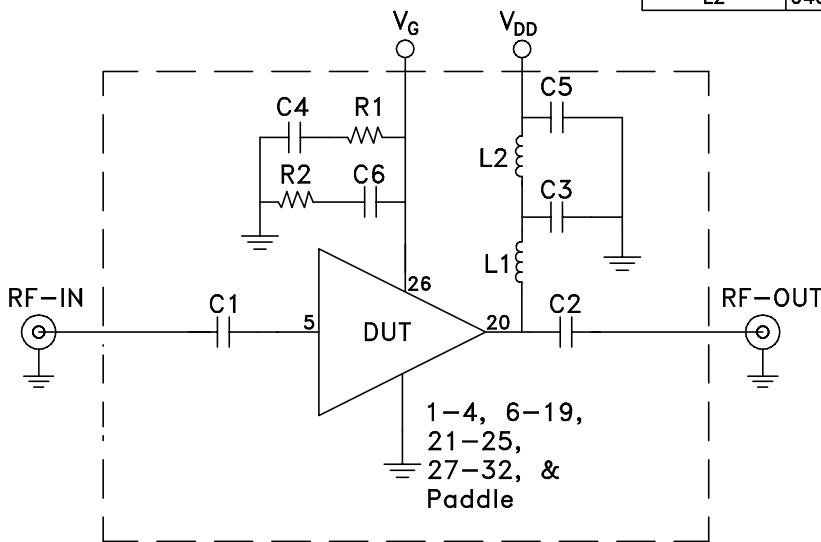 V_G
V_DD
C4 R1
C5
R2 C6
L2
C3
L1
26
RF-IN
C1
5
DUT
20
C2
RF-OUT
1-4, 6-19,
21-25,
27-32, &
Paddle